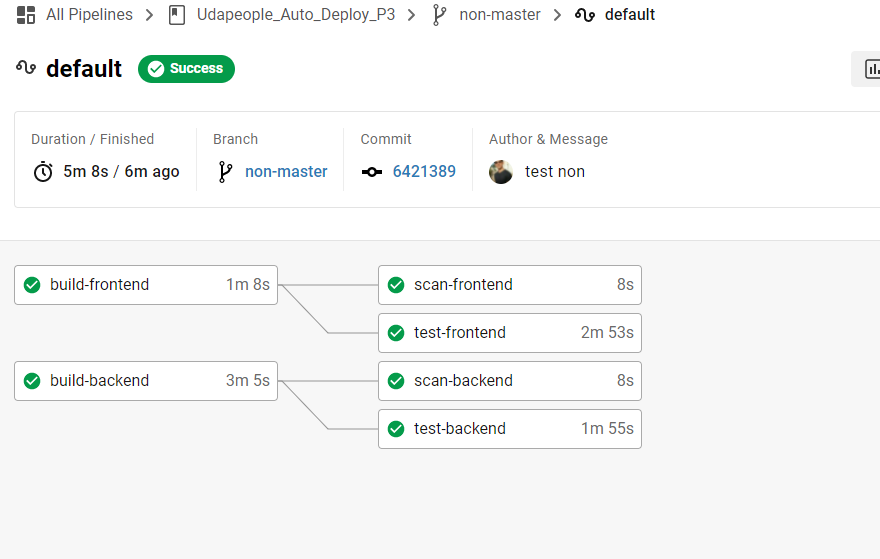 All Pipelines > Udapeople_Auto_Deploy_P3 > non-master > default
default Success
Duration / Finished Branch Commit Author & Message
5m 8s / 6m ago non-master 6421389 test non
build-frontend 1m 8s scan-frontend 8s
test-frontend 2m 53s
build-backend 3m 5s scan-backend 8s
test-backend 1m 55s